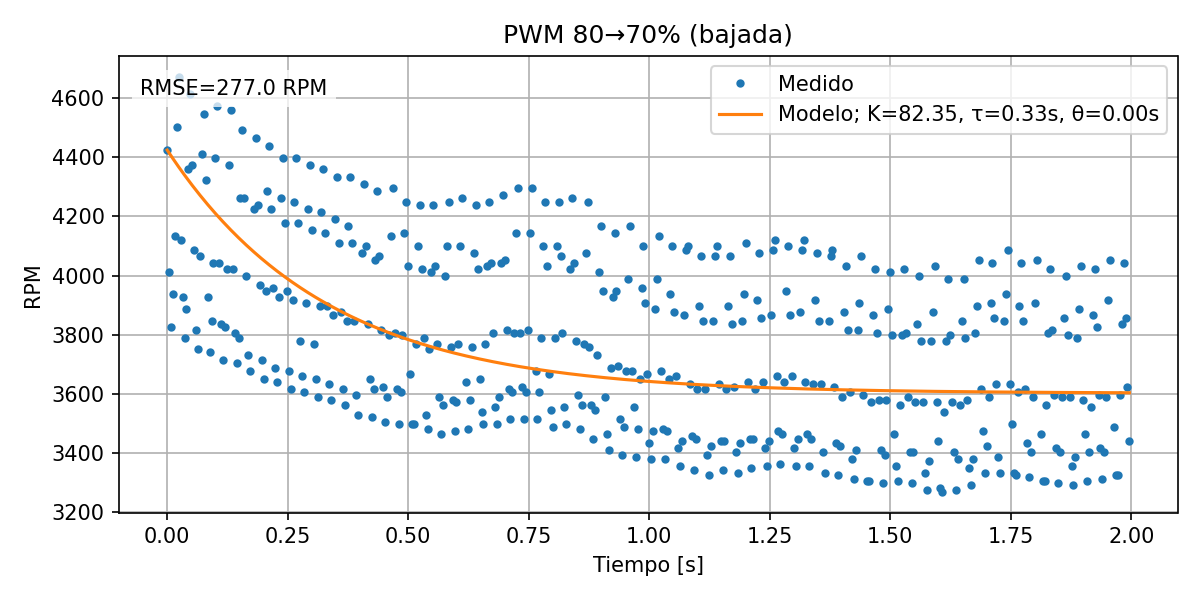 PWM 80→70% (bajada)
RMSE=277.0 RPM
Medido
Modelo; K=82.35, τ=0.33s, θ=0.00s
RPM
4600
4400
4200
4000
3800
3600
3400
3200
0.00 0.25 0.50 0.75 1.00 1.25 1.50 1.75 2.00
Tiempo [s]